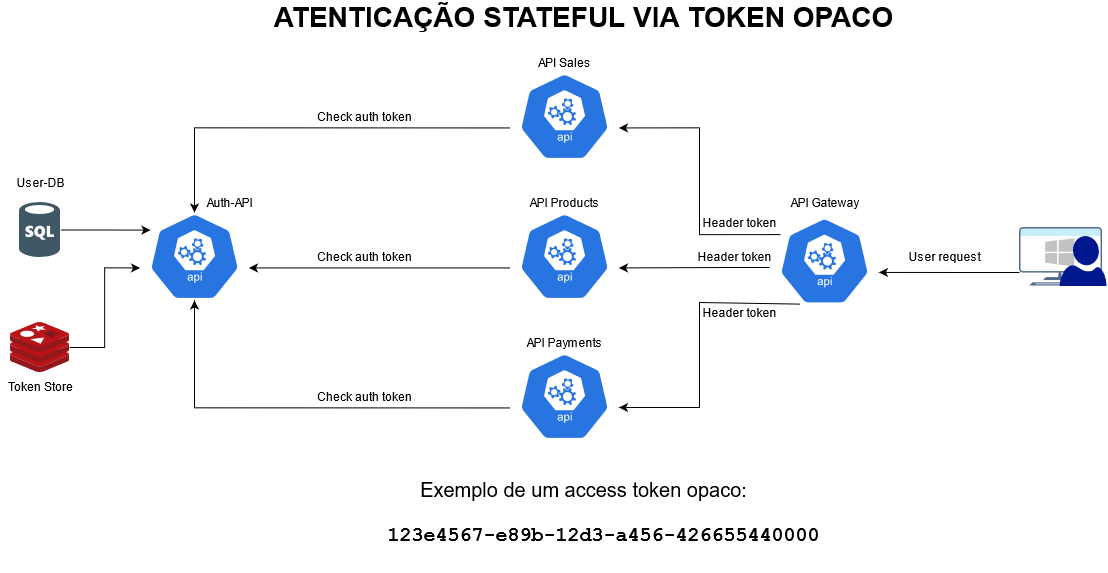 ATENTICAÇÃO STATEFUL VIA TOKEN OPACO
API Sales
api
Check auth token
User-DB
SQL
Auth-API
api
API Products
api
Check auth token
API Gateway
api
Header token
Header token
Header token
User request
Token Store
API Payments
api
Check auth token
Exemplo de um access token opaco:
123e4567-e89b-12d3-a456-426655440000